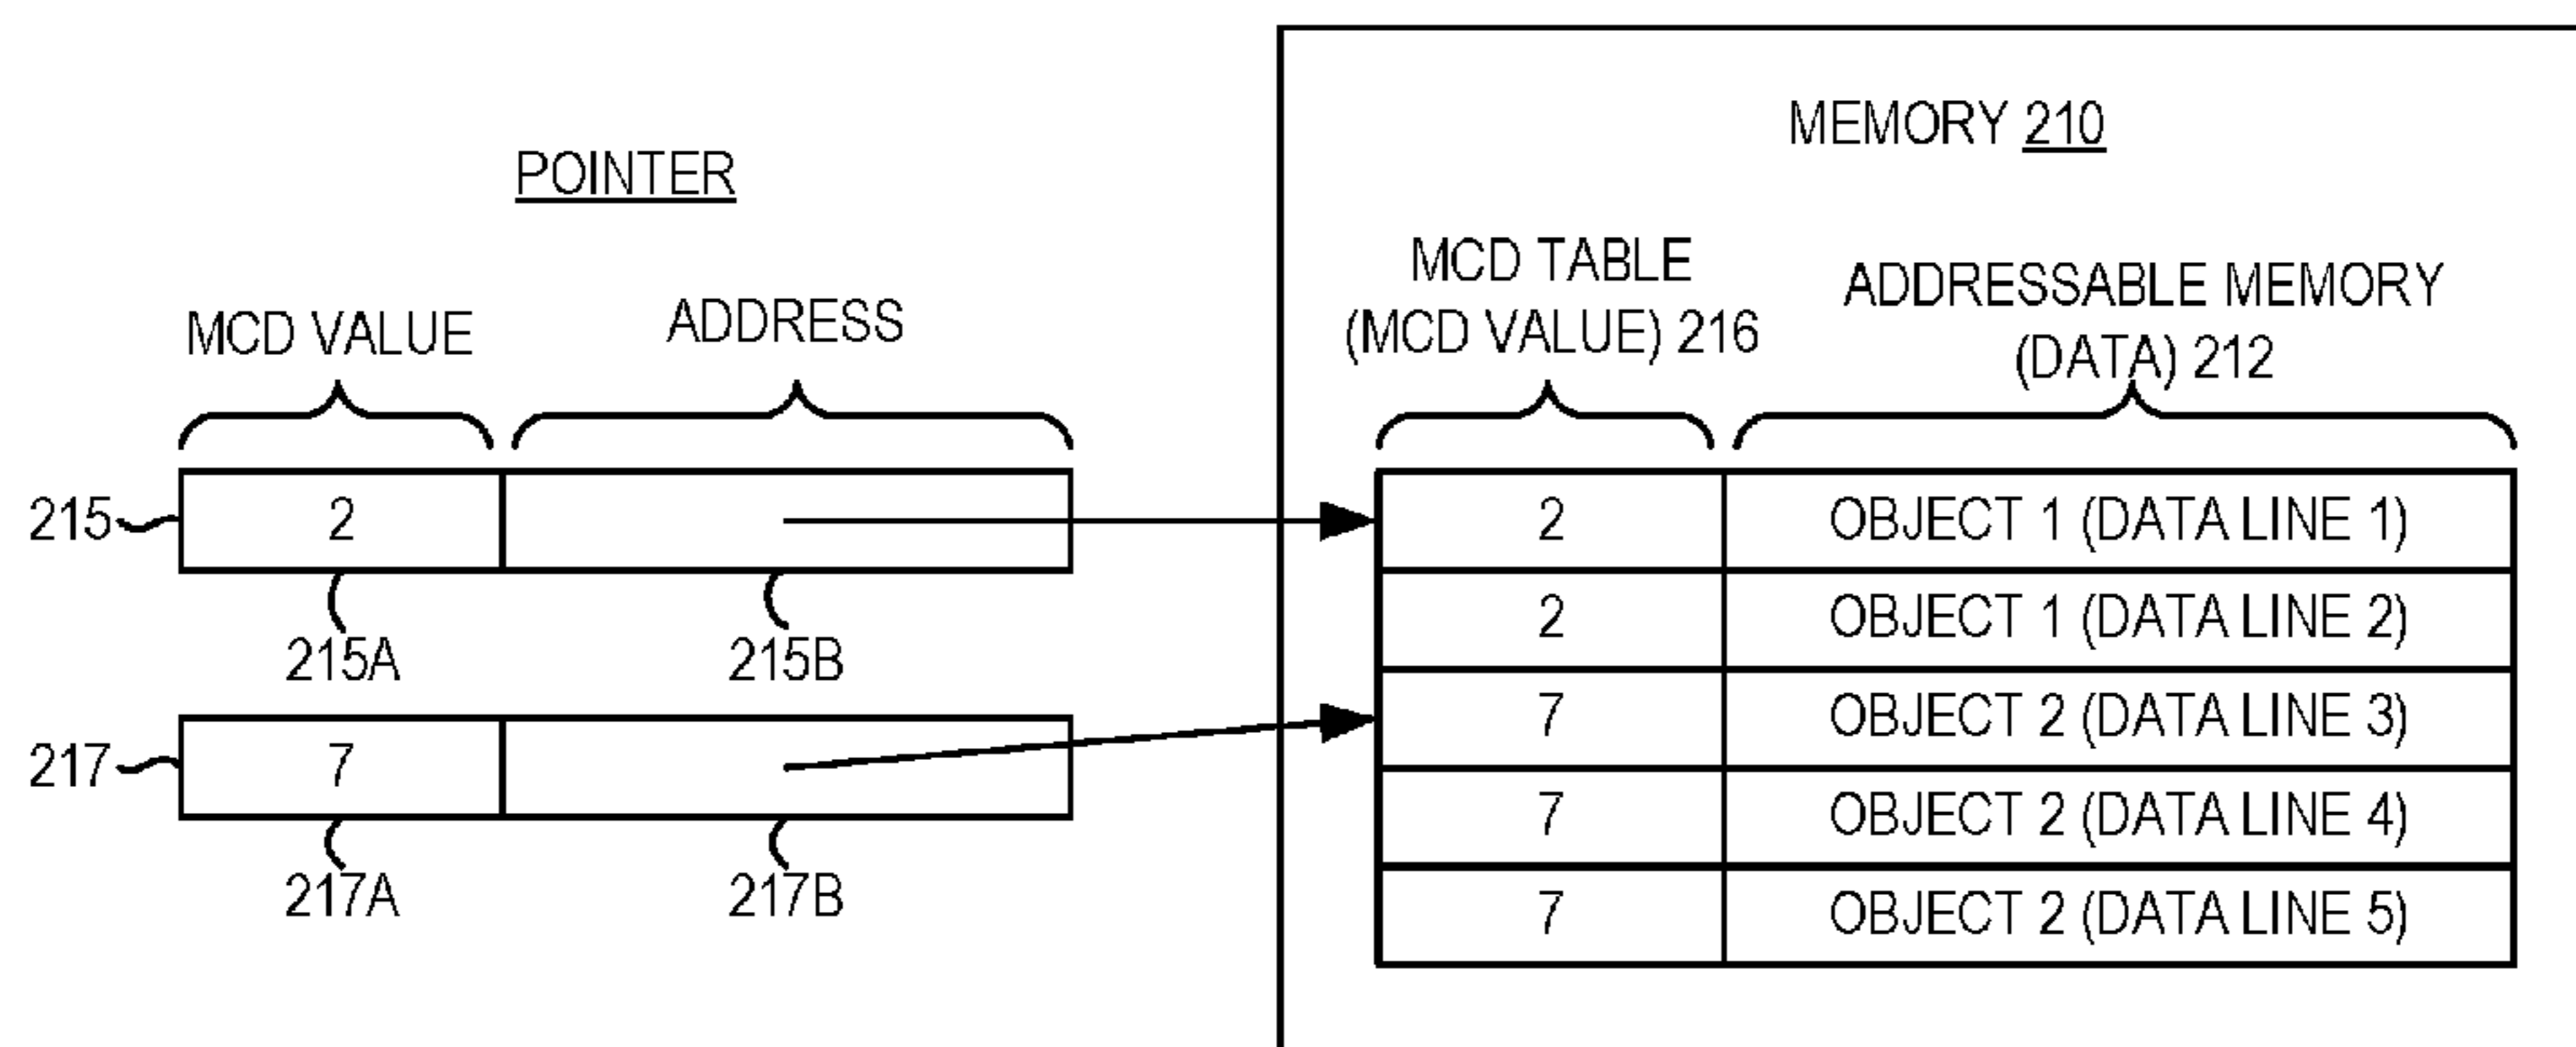 MEMORY 210
POINTER
MCD VALUE
ADDRESS
MCD TABLE
(MCD VALUE) 216
ADDRESSABLE MEMORY
(DATA) 212
215
2
2
OBJECT 1 (DATA LINE 1)
215A
215B
2
OBJECT 1 (DATA LINE 2)
217
7
7
OBJECT 2 (DATA LINE 3)
217A
217B
7
OBJECT 2 (DATA LINE 4)
7
OBJECT 2 (DATA LINE 5)